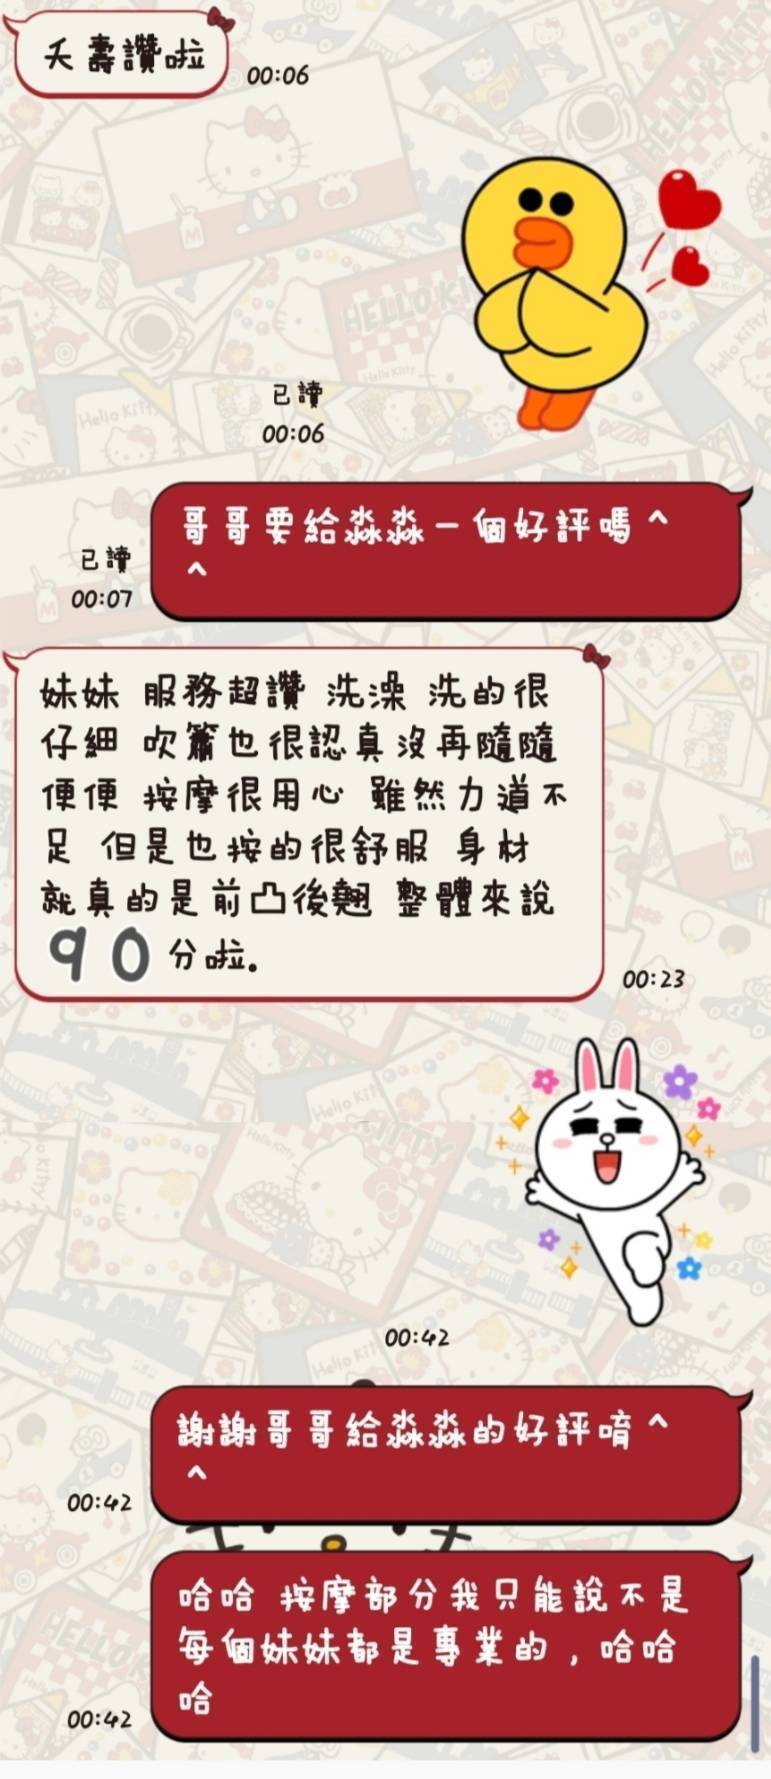 夭壽讚啦
00:06
已讀
00:06
哥哥要給淼淼一個好評嗎^
^
已讀
00:07
妹妹 服務超讚 洗澡 洗的很
仔細 吹簫也很認真沒再隨隨
便便 按摩很用心 雖然力道不
足 但是也按的很舒服 身材
就真的是前凸後翹 整體來說
90分啦。
00:23
00:42
謝謝哥哥給淼淼的好評唷^
^
00:42
哈哈 按摩部分我只能說不是
每個妹妹都是專業的，哈哈
哈
00:42